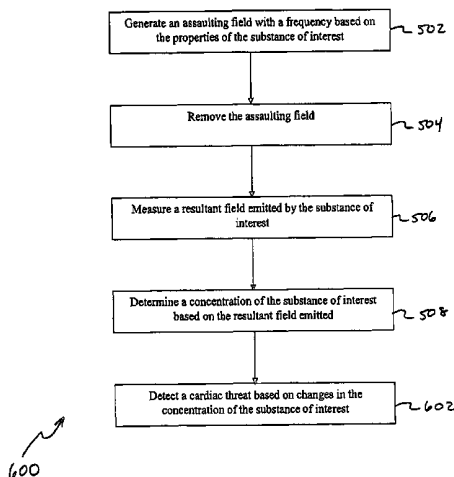 Generate an assaulting field with a frequency based on
the properties of the substance of interest
502
Remove the assaulting field
504
Measure a resultant field emitted by the substance of
interest
506
Determine a concentration of the substance of interest
based on the resultant field emitted
508
Detect a cardiac threat based on changes in the
concentration of the substance of interest
602
600